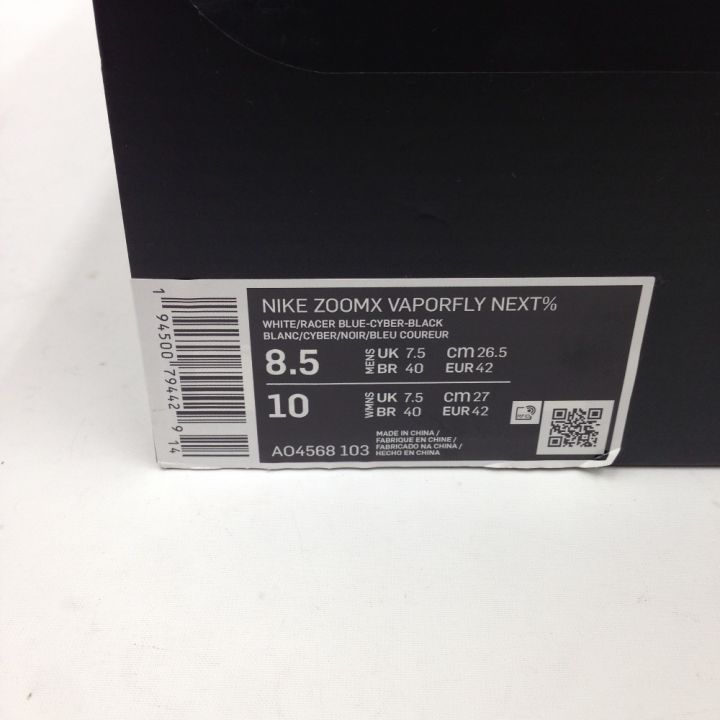 NIKE ZOOMX VAPORFLY NEXT%
WHITE/RACER BLUE-CYBER-BLACK
BLANC/CYBER/NOIR/BLEU COUREUR
8.5 MENS UK 7.5 cm 26.5
BR 40 EUR 42
10 WMNS UK 7.5 cm 27
BR 40 EUR 42
MADE IN CHINA /
FABRIQUE EN CHINE /
FABRICADO NA CHINA /
AO4568 103 HECHO EN CHINA
1 94500 79442 9 14